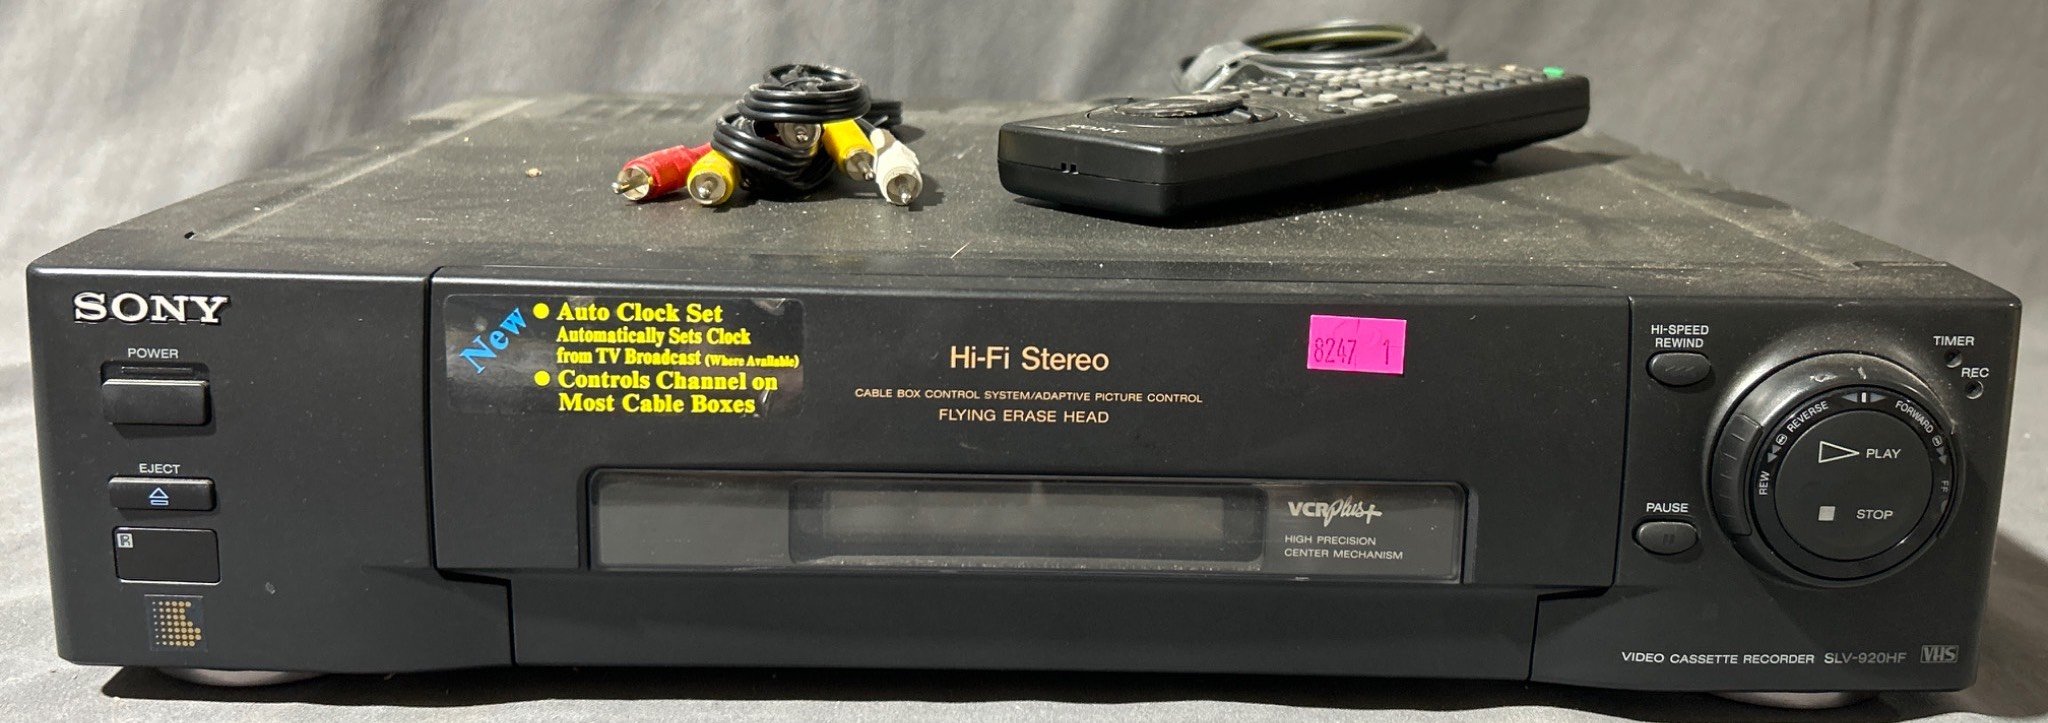 SONY
SONY
POWER
EJECT
IR
New
Auto Clock Set
Automatically Sets Clock
from TV Broadcast (Where Available)
Controls Channel on
Most Cable Boxes
Hi-Fi Stereo
CABLE BOX CONTROL SYSTEM/ADAPTIVE PICTURE CONTROL
FLYING ERASE HEAD
8247 1
VCRplus+
HIGH PRECISION
CENTER MECHANISM
HI-SPEED
REWIND
TIMER
REC
REW
REVERSE
FORWARD
FF
PLAY
STOP
PAUSE
VIDEO CASSETTE RECORDER SLV-920HF VHS